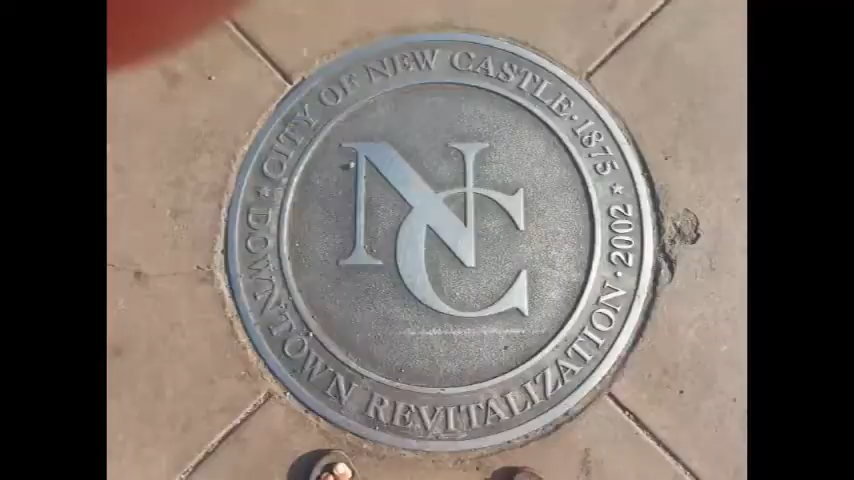 CITY OF NEW CASTLE · 1875
NC
DOWNTOWN REVITALIZATION · 2002